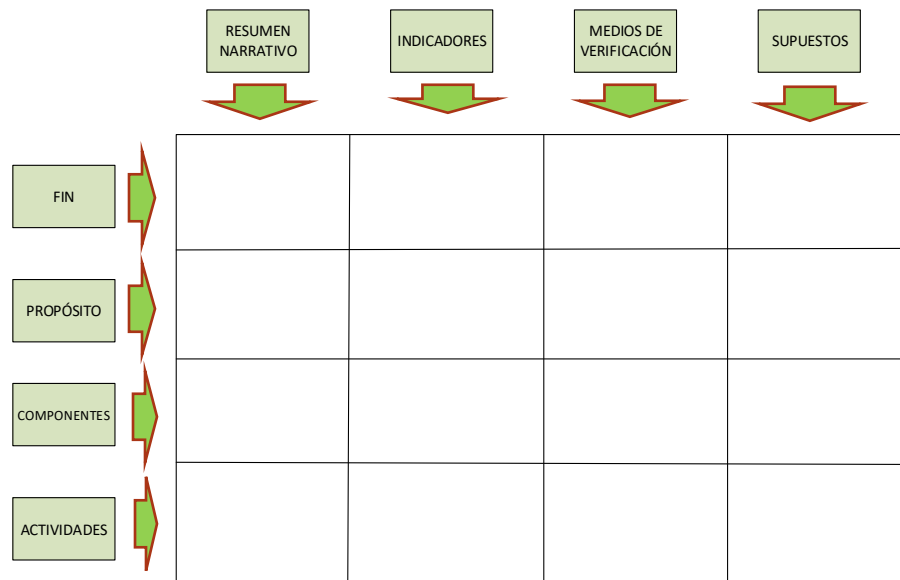 RESUMEN
NARRATIVO
INDICADORES
MEDIOS DE
VERIFICACIÓN
SUPUESTOS
FIN
PROPÓSITO
COMPONENTES
ACTIVIDADES